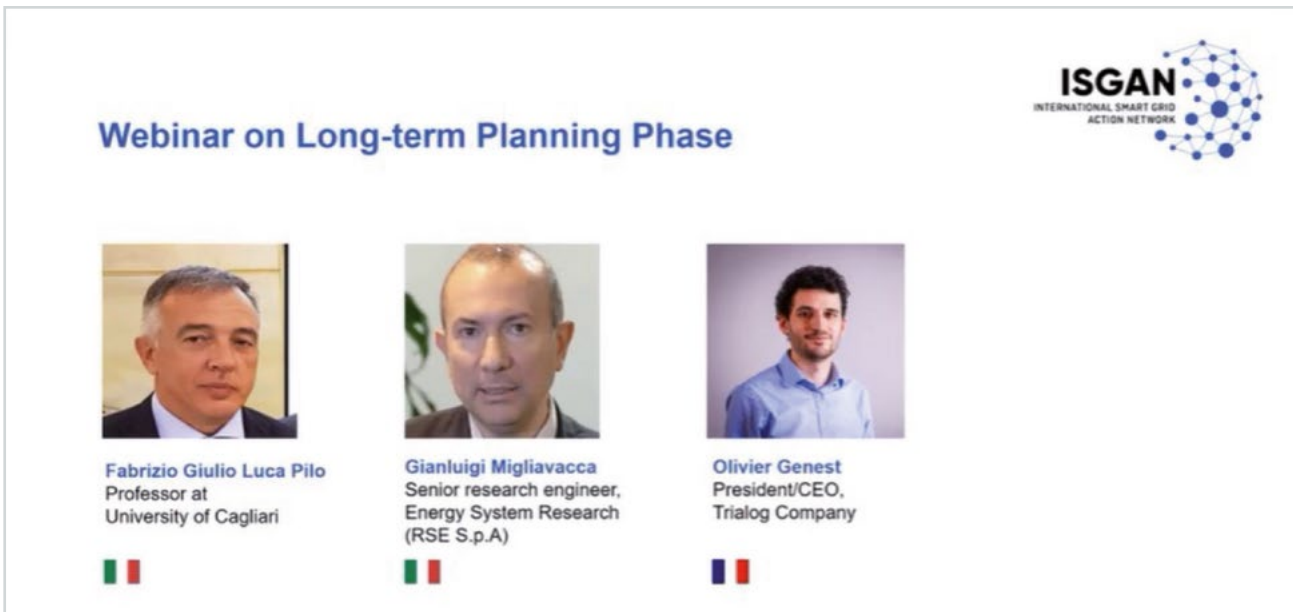 ISGAN
INTERNATIONAL SMART GRID
ACTION NETWORK
Webinar on Long-term Planning Phase
Fabrizio Giulio Luca Pilo
Professor at
University of Cagliari
Gianluigi Migliavacca
Senior research engineer,
Energy System Research
(RSE S.p.A)
Olivier Genest
President/CEO,
Trialog Company